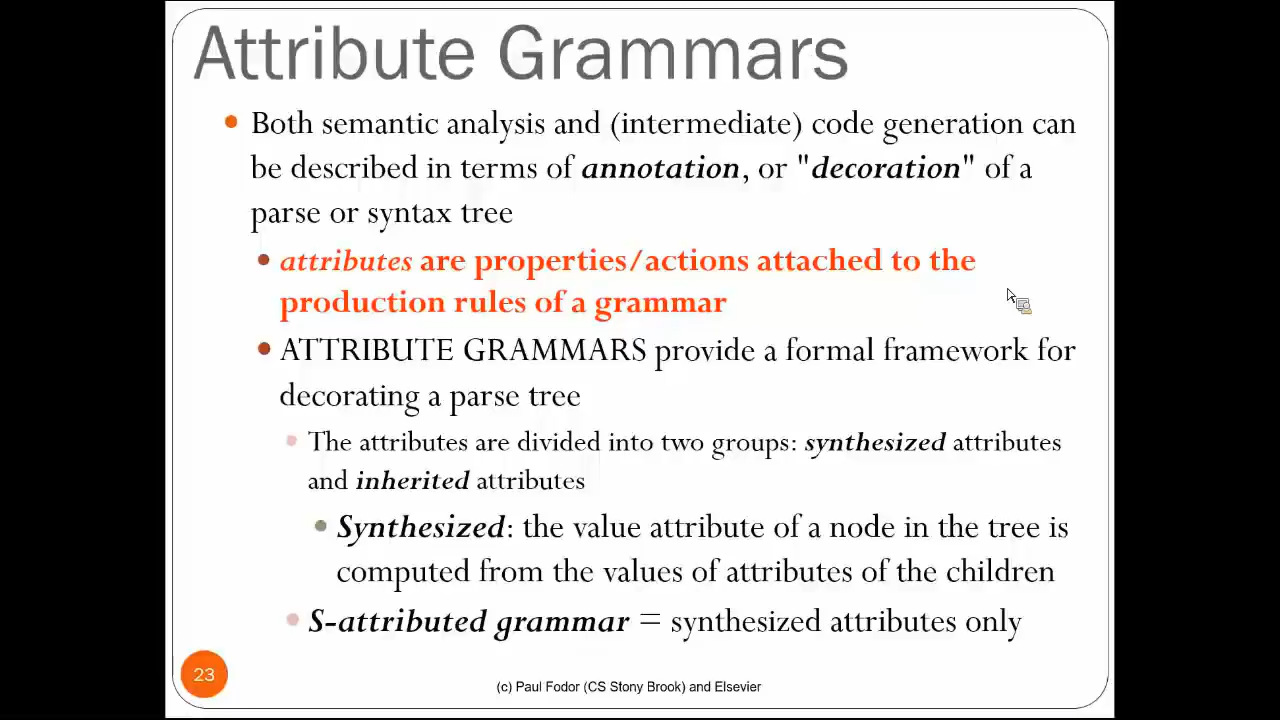 Attribute Grammars
Both semantic analysis and (intermediate) code generation can
be described in terms of annotation, or "decoration" of a
parse or syntax tree
attributes are properties/actions attached to the
production rules of a grammar
ATTRIBUTE GRAMMARS provide a formal framework for
decorating a parse tree
The attributes are divided into two groups: synthesized attributes
and inherited attributes
Synthesized: the value attribute of a node in the tree is
computed from the values of attributes of the children
S-attributed grammar = synthesized attributes only
23
(c) Paul Fodor (CS Stony Brook) and Elsevier